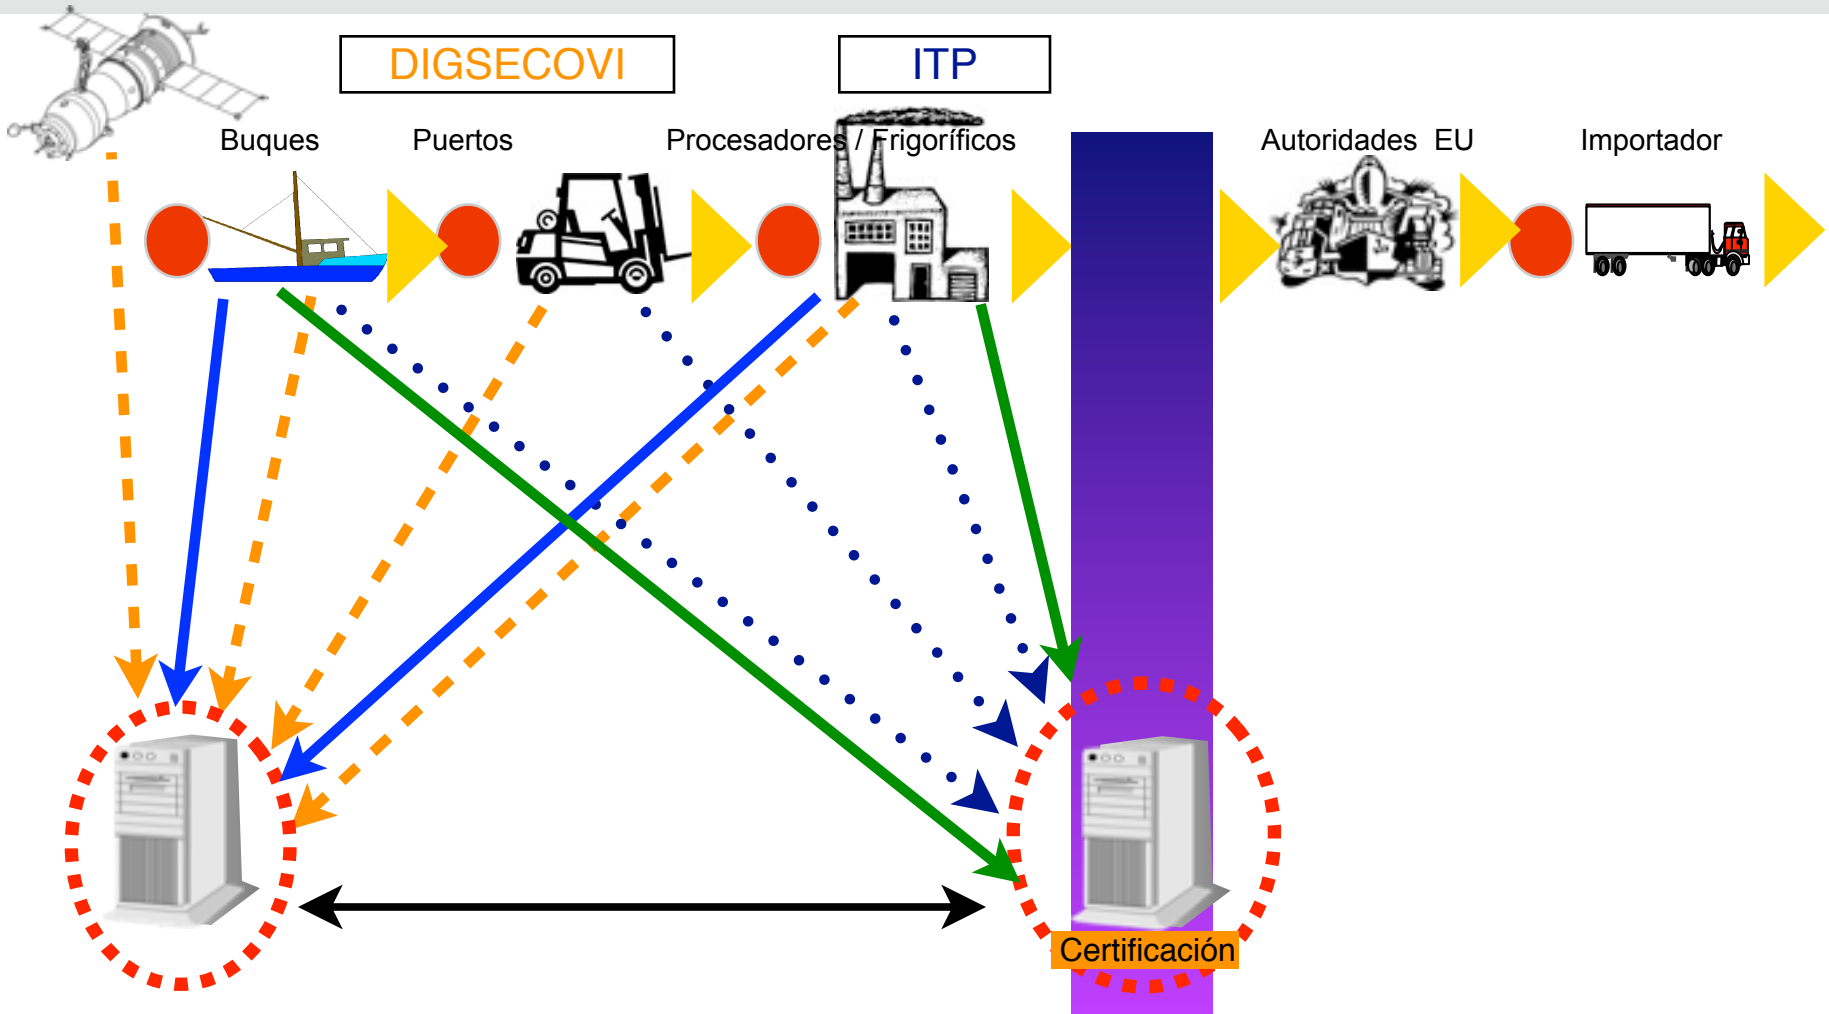 DIGSECOVI
ITP
Buques
Puertos
Procesadores / Frigoríficos
Autoridades EU
Importador
Certificación